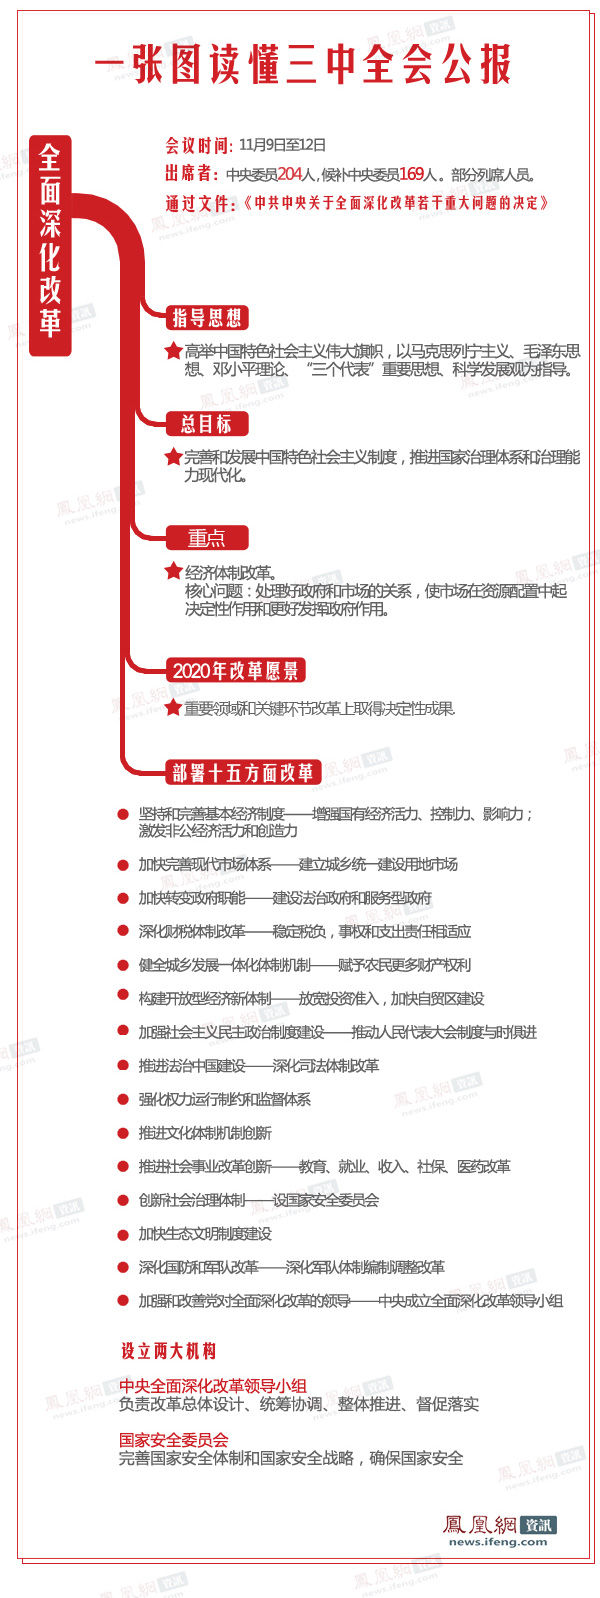 一张图读懂三中全会公报
全面深化改革
会议时间：11月9日至12日
出席者：中央委员204人，候补中央委员169人。部分列席人员。
通过文件：《中共中央关于全面深化改革若干重大问题的决定》
指导思想
高举中国特色社会主义伟大旗帜，以马克思列宁主义、毛泽东思
想、邓小平理论、“三个代表”重要思想、科学发展观为指导。
总目标
完善和发展中国特色社会主义制度，推进国家治理体系和治理能
力现代化。
重点
经济体制改革。
核心问题：处理好政府和市场的关系，使市场在资源配置中起
决定性作用和更好发挥政府作用。
2020年改革愿景
重要领域和关键环节改革上取得决定性成果.
部署十五方面改革
坚持和完善基本经济制度——增强国有经济活力、控制力、影响力；
激发非公经济活力和创造力
加快完善现代市场体系——建立城乡统一建设用地市场
加快转变政府职能——建设法治政府和服务型政府
深化财税体制改革——稳定税负，事权和支出责任相适应
健全城乡发展一体化体制机制——赋予农民更多财产权利
构建开放型经济新体制——放宽投资准入，加快自贸区建设
加强社会主义民主政治制度建设——推动人民代表大会制度与时俱进
推进法治中国建设——深化司法体制改革
强化权力运行制约和监督体系
推进文化体制机制创新
推进社会事业改革创新——教育、就业、收入、社保、医药改革
创新社会治理体制——设国家安全委员会
加快生态文明制度建设
深化国防和军队改革——深化军队体制编制调整改革
加强和改善党对全面深化改革的领导——中央成立全面深化改革领导小组
设立两大机构
中央全面深化改革领导小组
负责改革总体设计、统筹协调、整体推进、督促落实
国家安全委员会
完善国家安全体制和国家安全战略，确保国家安全
鳳凰網 資訊
news.ifeng.com